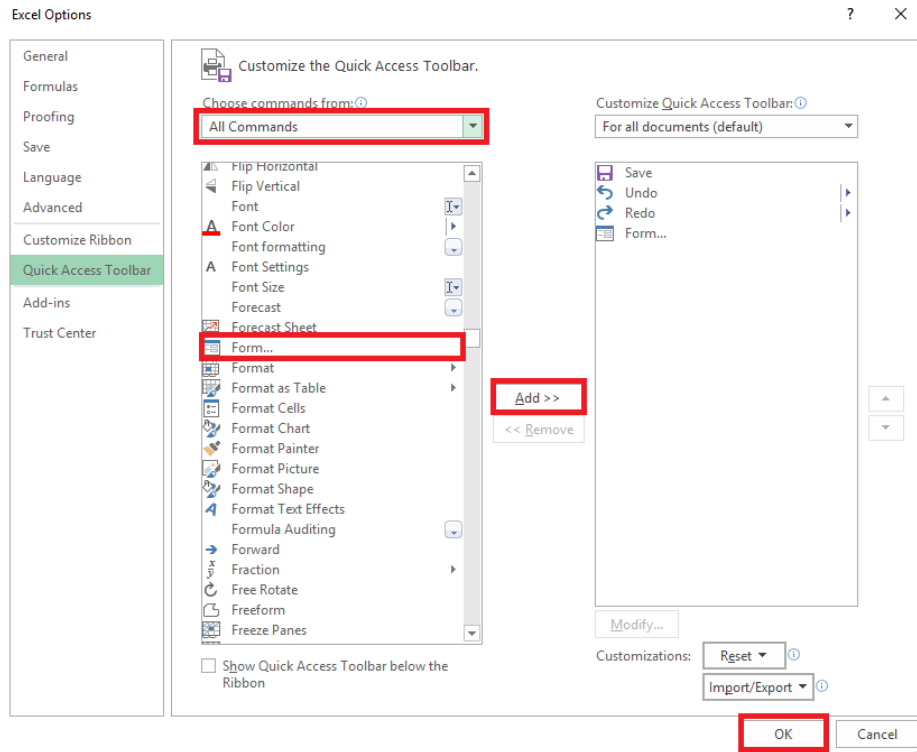 Excel Options
?
General
Formulas
Proofing
Save
Language
Advanced
Customize Ribbon
Quick Access Toolbar
Add-ins
Trust Center
Customize the Quick Access Toolbar.
Choose commands from:
All Commands
Flip Horizontal
Flip Vertical
Font
Font Color
Font formatting
Font Settings
Font Size
Forecast
Forecast Sheet
Form...
Format
Format as Table
Format Cells
Format Chart
Format Painter
Format Picture
Format Shape
Format Text Effects
Formula Auditing
Forward
Fraction
Free Rotate
Freeform
Freeze Panes
Show Quick Access Toolbar below the
Ribbon
Add >>
<< Remove
Customize Quick Access Toolbar:
For all documents (default)
Save
Undo
Redo
Form...
Modify...
Customizations:
Reset
Import/Export
OK
Cancel